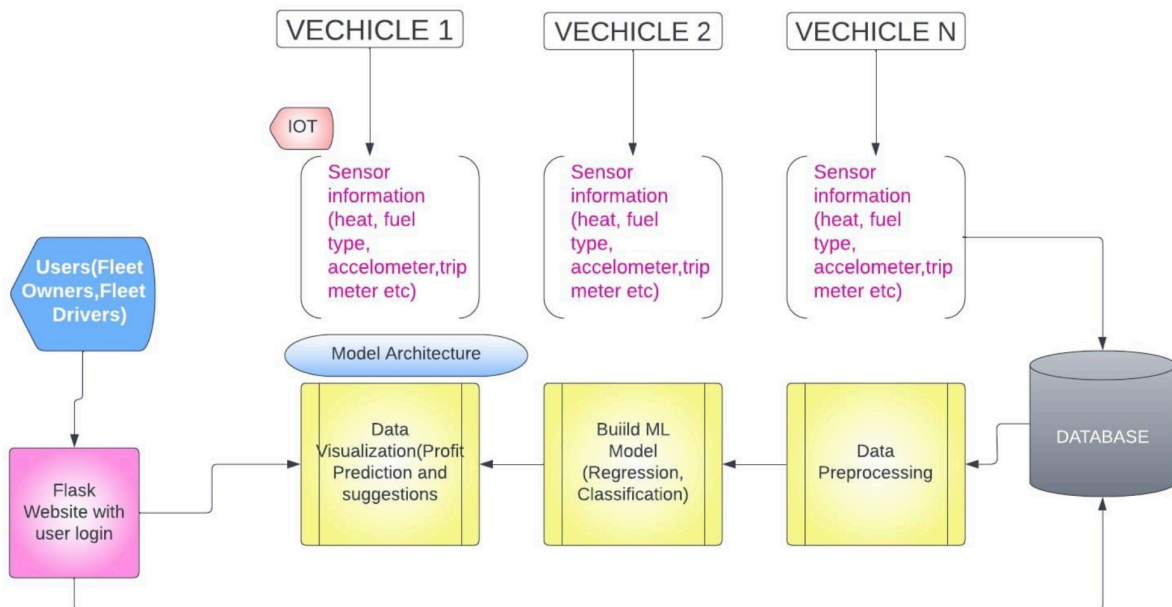 VECHICLE 1
VECHICLE 2
VECHICLE N
IOT
Sensor
information
(heat, fuel
type,
accelometer,trip
meter etc)
Sensor
information
(heat, fuel
type,
accelometer,trip
meter etc)
Sensor
information
(heat, fuel
type,
accelometer,trip
meter etc)
Users(Fleet
Owners,Fleet
Drivers)
Model Architecture
Data
Visualization(Profit
Prediction and
suggestions
Buiild ML
Model
(Regression,
Classification)
Data
Preprocessing
DATABASE
Flask
Website with
user login